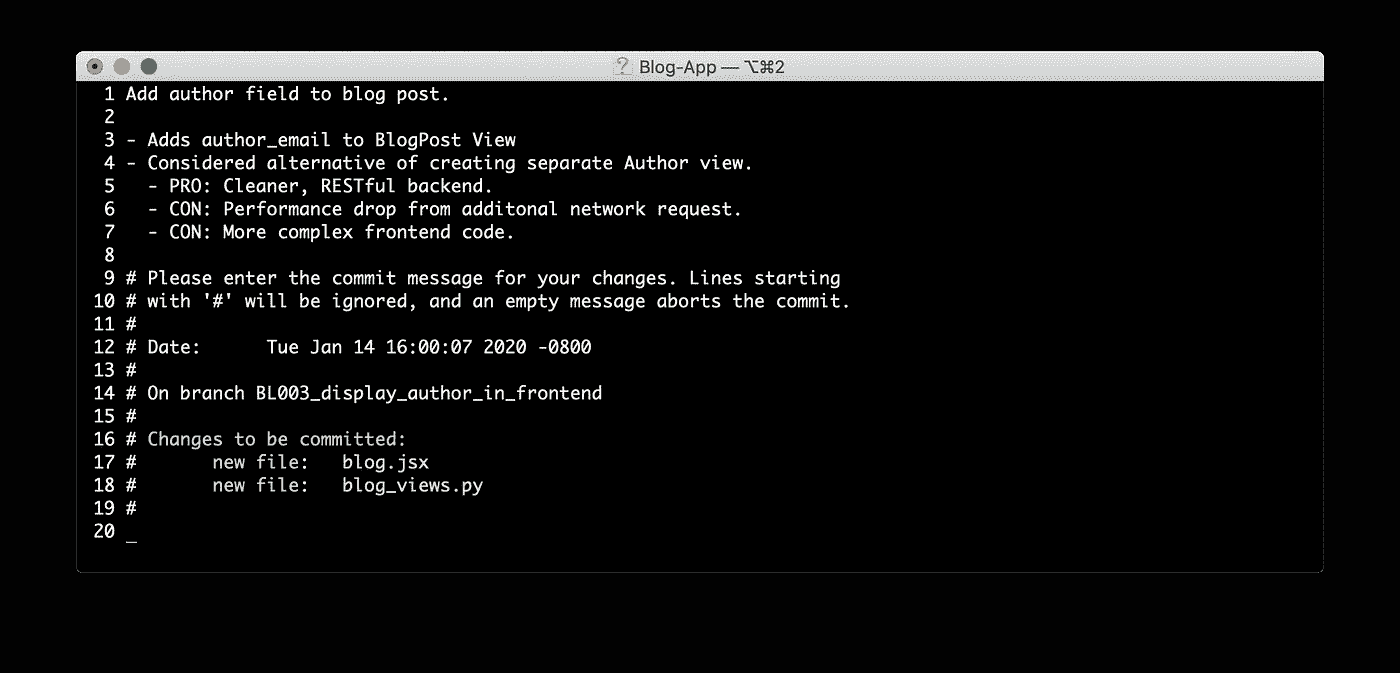 Blog-App — ⌥⌘2
1 Add author field to blog post.
2
3 - Adds author_email to BlogPost View
4 - Considered alternative of creating separate Author view.
5   - PRO: Cleaner, RESTful backend.
6   - CON: Performance drop from additonal network request.
7   - CON: More complex frontend code.
8
9 # Please enter the commit message for your changes. Lines starting
10 # with '#' will be ignored, and an empty message aborts the commit.
11 #
12 # Date:      Tue Jan 14 16:00:07 2020 -0800
13 #
14 # On branch BL003_display_author_in_frontend
15 #
16 # Changes to be committed:
17 #       new file:   blog.jsx
18 #       new file:   blog_views.py
19 #
20 _